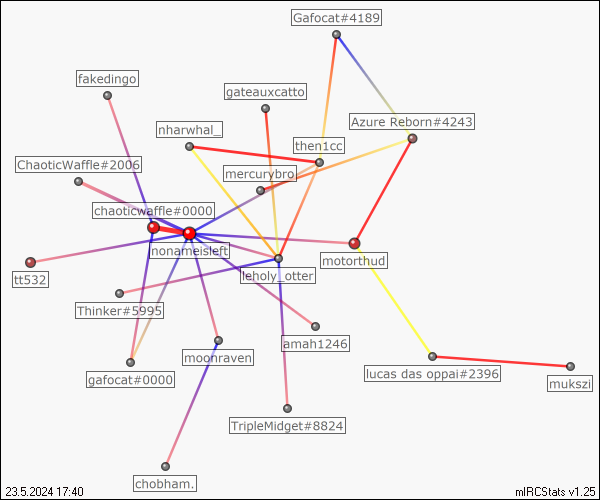 Gafocat#4189
fakedingo
gateauxcatto
Azure Reborn#4243
nharwhal_
then1cc
ChaoticWaffle#2006
mercurybro
chaoticwaffle#0000
nonameisleft
motorthud
leholy_otter
tt532
Thinker#5995
amah1246
moonraven
gafocat#0000
lucas das oppai#2396
mukszi
TripleMidget#8824
chobham.
23.5.2024 17:40
mIRCStats v1.25